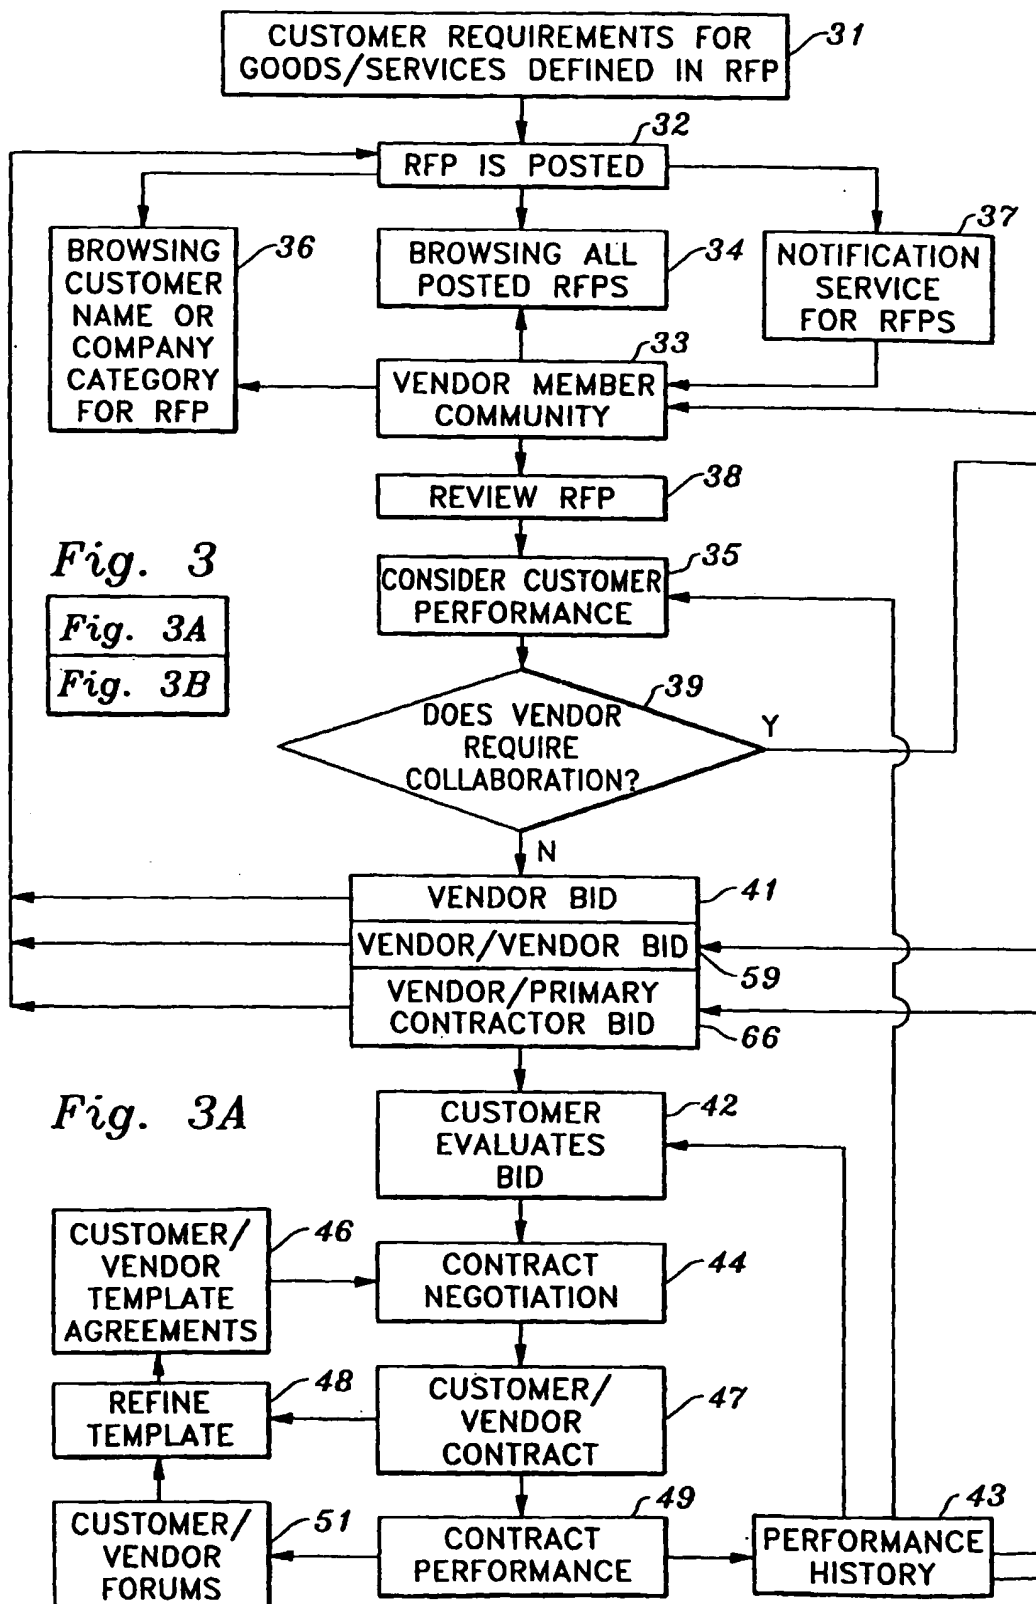 CUSTOMER REQUIREMENTS FOR
GOODS/SERVICES DEFINED IN RFP
31
RFP IS POSTED
32
BROWSING
CUSTOMER
NAME OR
COMPANY
CATEGORY
FOR RFP
36
BROWSING ALL
POSTED RFPS
34
NOTIFICATION
SERVICE
FOR RFPS
37
VENDOR MEMBER
COMMUNITY
33
REVIEW RFP
38
Fig. 3
Fig. 3A
Fig. 3B
CONSIDER CUSTOMER
PERFORMANCE
35
DOES VENDOR
REQUIRE
COLLABORATION?
39
Y
N
VENDOR BID
41
VENDOR/VENDOR BID
59
VENDOR/PRIMARY
CONTRACTOR BID
66
Fig. 3A
CUSTOMER
EVALUATES
BID
42
CUSTOMER/
VENDOR
TEMPLATE
AGREEMENTS
46
CONTRACT
NEGOTIATION
44
REFINE
TEMPLATE
48
CUSTOMER/
VENDOR
CONTRACT
47
CUSTOMER/
VENDOR
FORUMS
51
CONTRACT
PERFORMANCE
49
PERFORMANCE
HISTORY
43